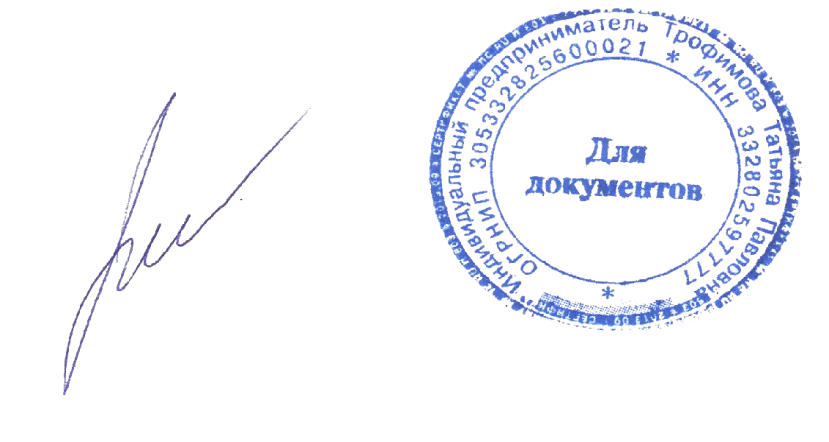 Индивидуальный предприниматель Трофимова Татьяна Павловна
ОГРНИП 305332825600021 * ИНН 332802597777
*
Для
документов